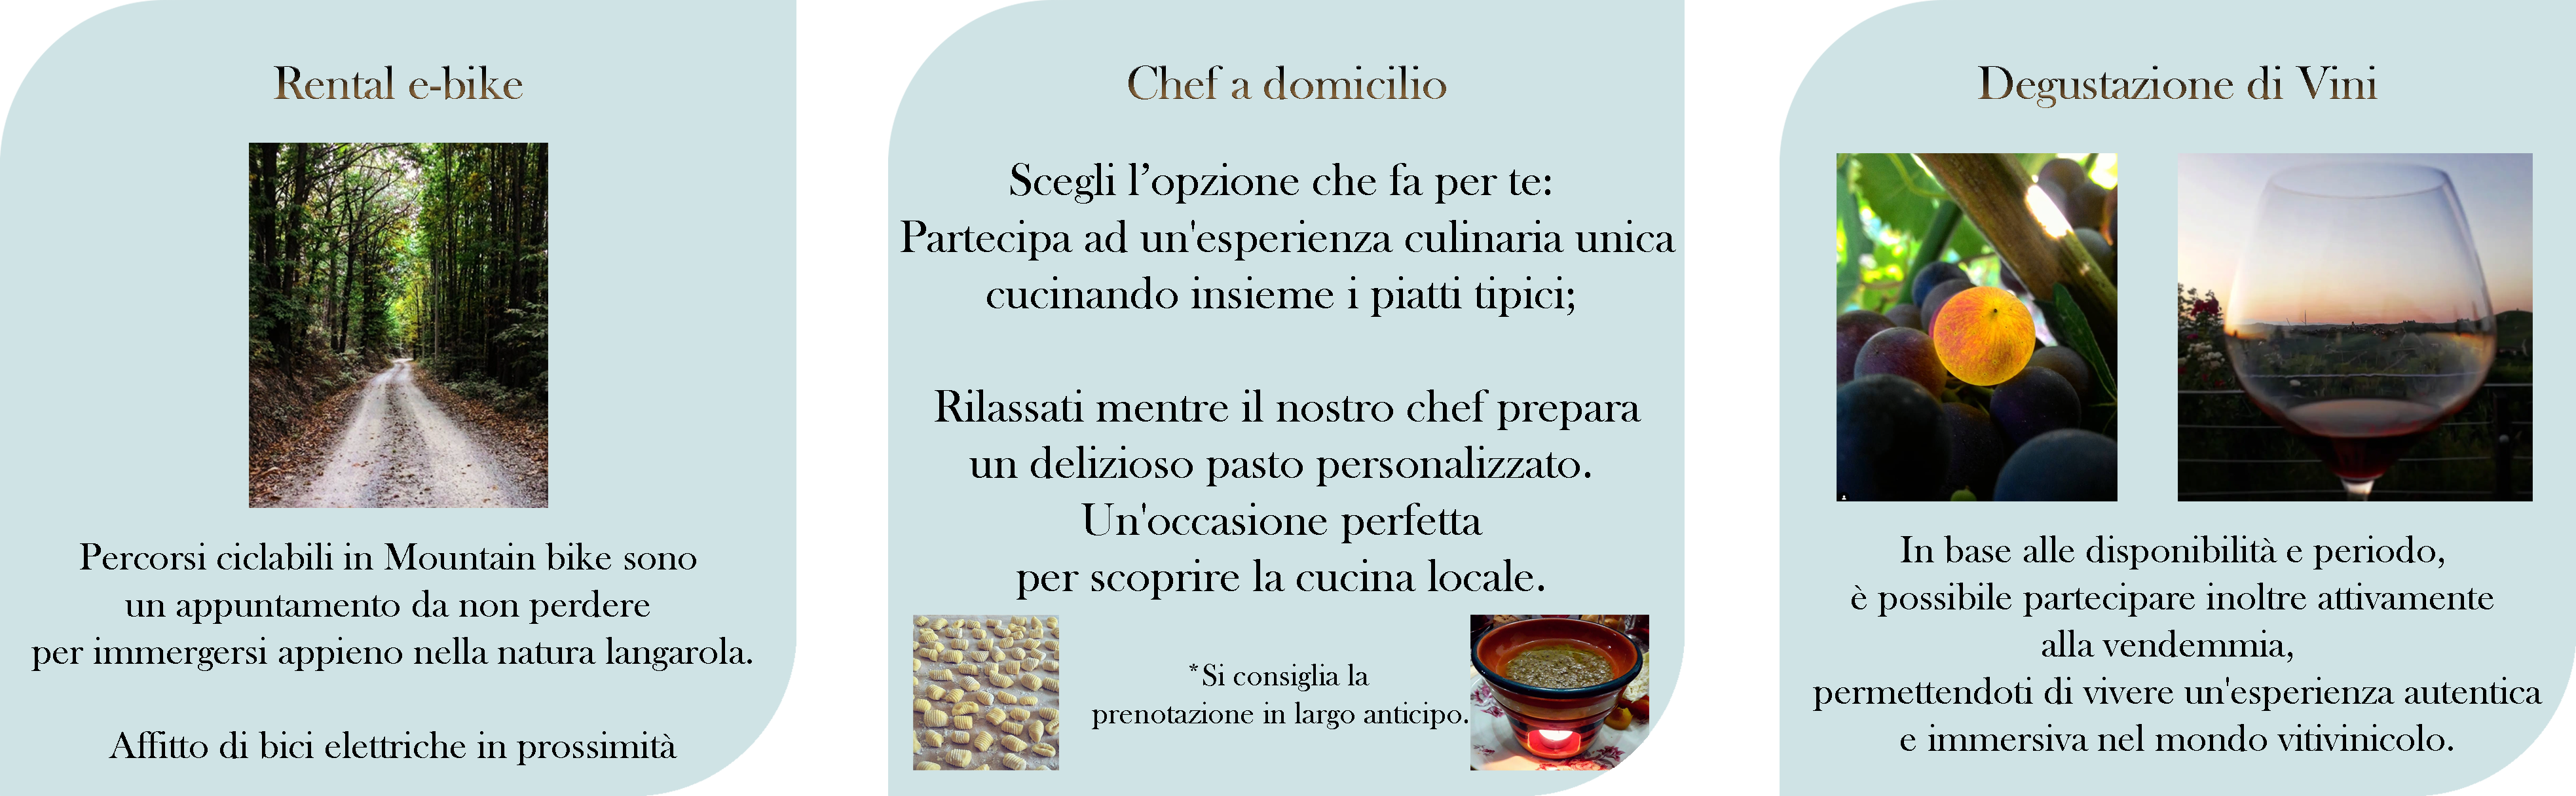 Rental e-bike
Percorsi ciclabili in Mountain bike sono
un appuntamento da non perdere
per immergersi appieno nella natura langarola.
Affitto di bici elettriche in prossimità
Chef a domicilio
Scegli l’opzione che fa per te:
Partecipa ad un'esperienza culinaria unica
cucinando insieme i piatti tipici;
Rilassati mentre il nostro chef prepara
un delizioso pasto personalizzato.
Un'occasione perfetta
per scoprire la cucina locale.
*Si consiglia la
prenotazione in largo anticipo.
Degustazione di Vini
In base alle disponibilità e periodo,
è possibile partecipare inoltre attivamente
alla vendemmia,
permettendoti di vivere un'esperienza autentica
e immersiva nel mondo vitivinicolo.